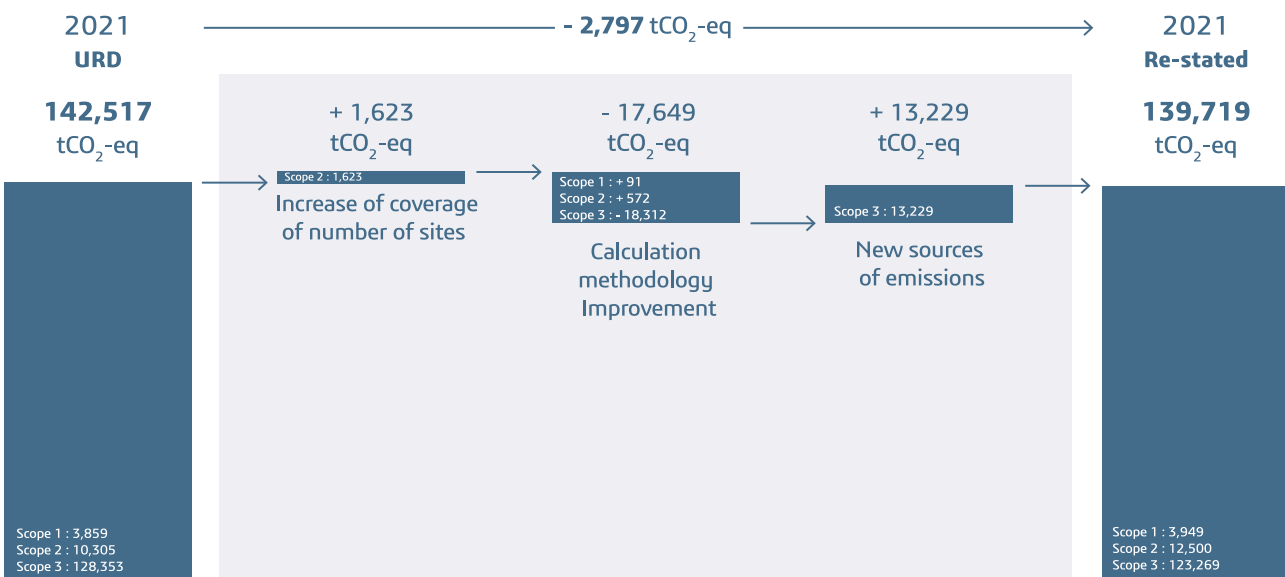 2021
URD
- 2,797 tCO₂-eq
2021
Re-stated
142,517
tCO₂-eq
+ 1,623
tCO₂-eq
- 17,649
tCO₂-eq
+ 13,229
tCO₂-eq
139,719
tCO₂-eq
Scope 2 : 1,623
Increase of coverage
of number of sites
Scope 1 : + 91
Scope 2 : + 572
Scope 3 : - 18,312
Calculation
methodology
Improvement
Scope 3 : 13,229
New sources
of emissions
Scope 1 : 3,859
Scope 2 : 10,305
Scope 3 : 128,353
Scope 1 : 3,949
Scope 2 : 12,500
Scope 3 : 123,269